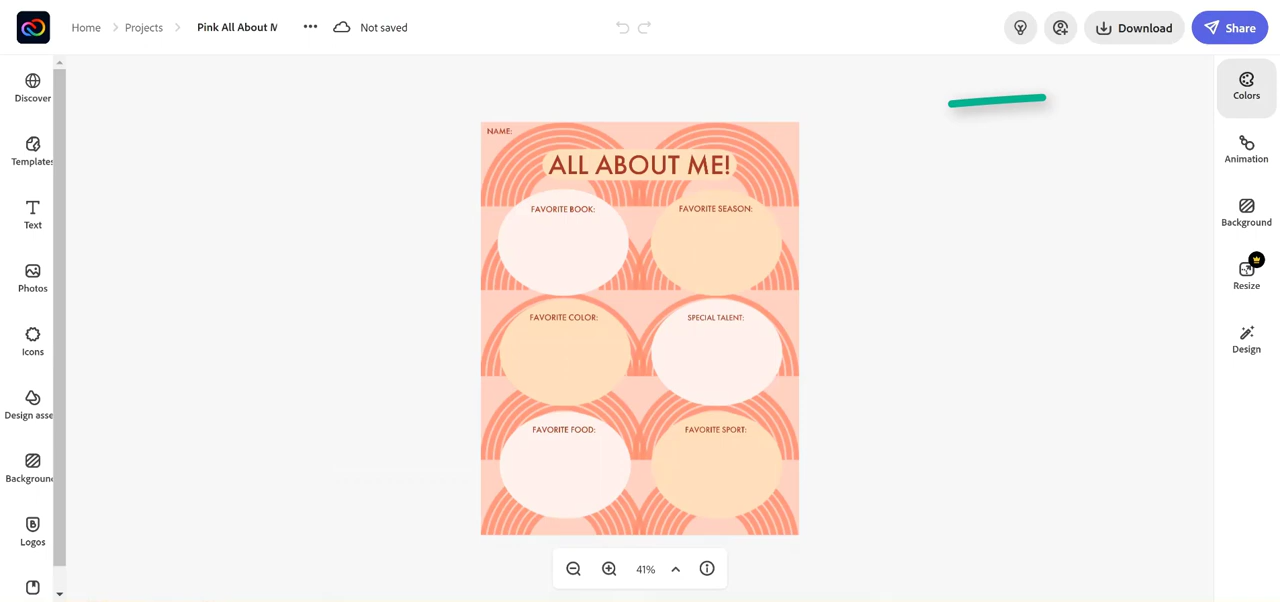 Home Projects Pink All About M Not saved Download Share
Discover
Templates
Text
Photos
Icons
Design asse
Backgroun
Logos
NAME:
ALL ABOUT ME!
FAVORITE BOOK: FAVORITE SEASON:
FAVORITE COLOR: SPECIAL TALENT:
FAVORITE FOOD: FAVORITE SPORT:
41%
Colors
Animation
Background
Resize
Design